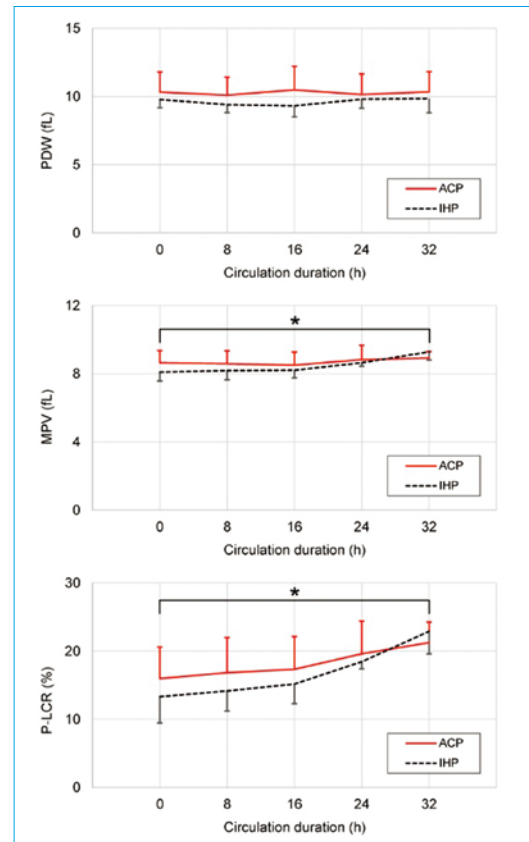 15
10
5
0
PDW (fL)
ACP
IHP
0 8 16 24 32
Circulation duration (h)
*
12
8
4
0
MPV (fL)
ACP
IHP
0 8 16 24 32
Circulation duration (h)
*
30
20
10
0
P-LCR (%)
ACP
IHP
0 8 16 24 32
Circulation duration (h)